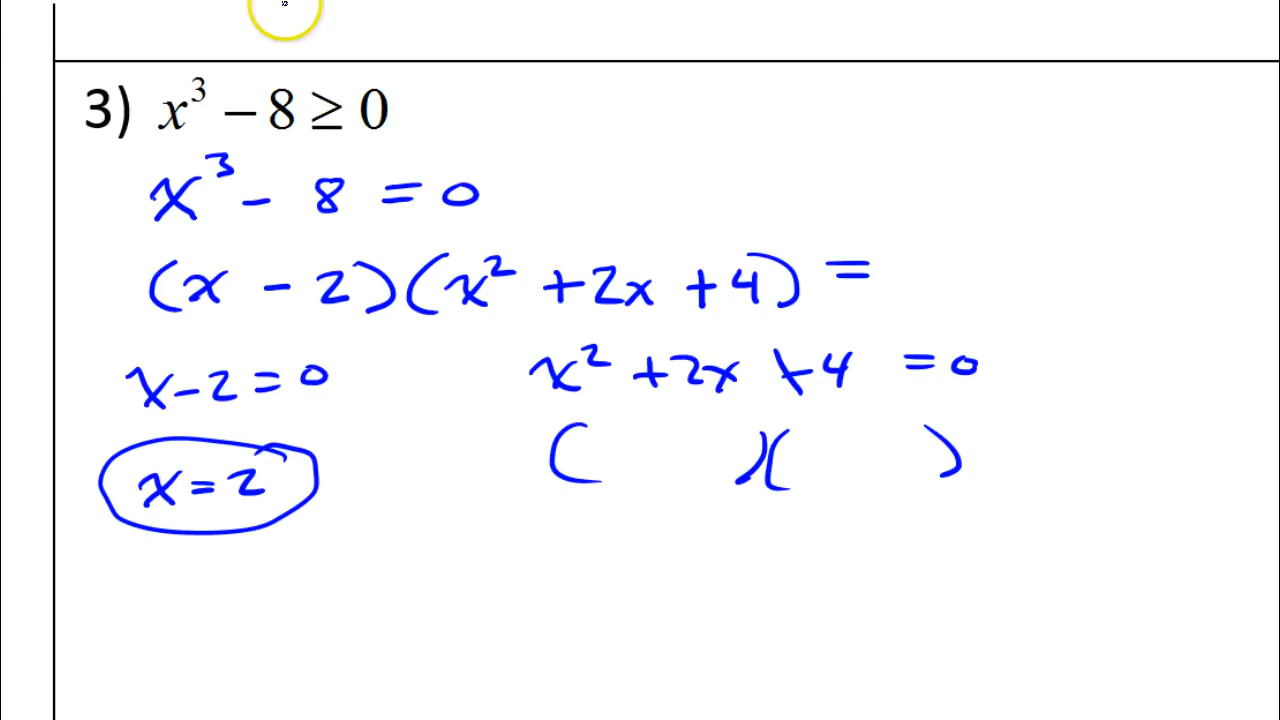 3) x³ − 8 ≥ 0
x³ − 8 = 0
(x − 2)(x² + 2x + 4) =
x − 2 = 0 x² + 2x + 4 = 0
( )( )
x = 2